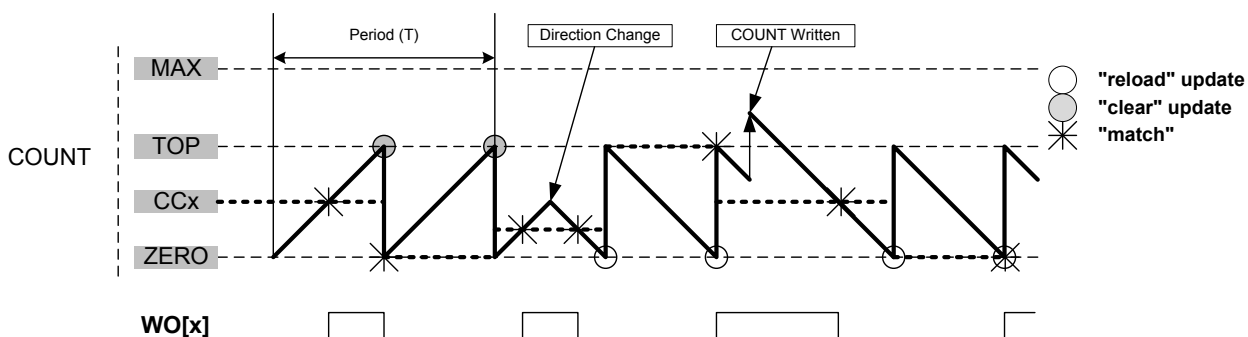 Period (T)
Direction Change
COUNT Written
MAX
"reload" update
"clear" update
"match"
TOP
COUNT
CCx
ZERO
WO[x]